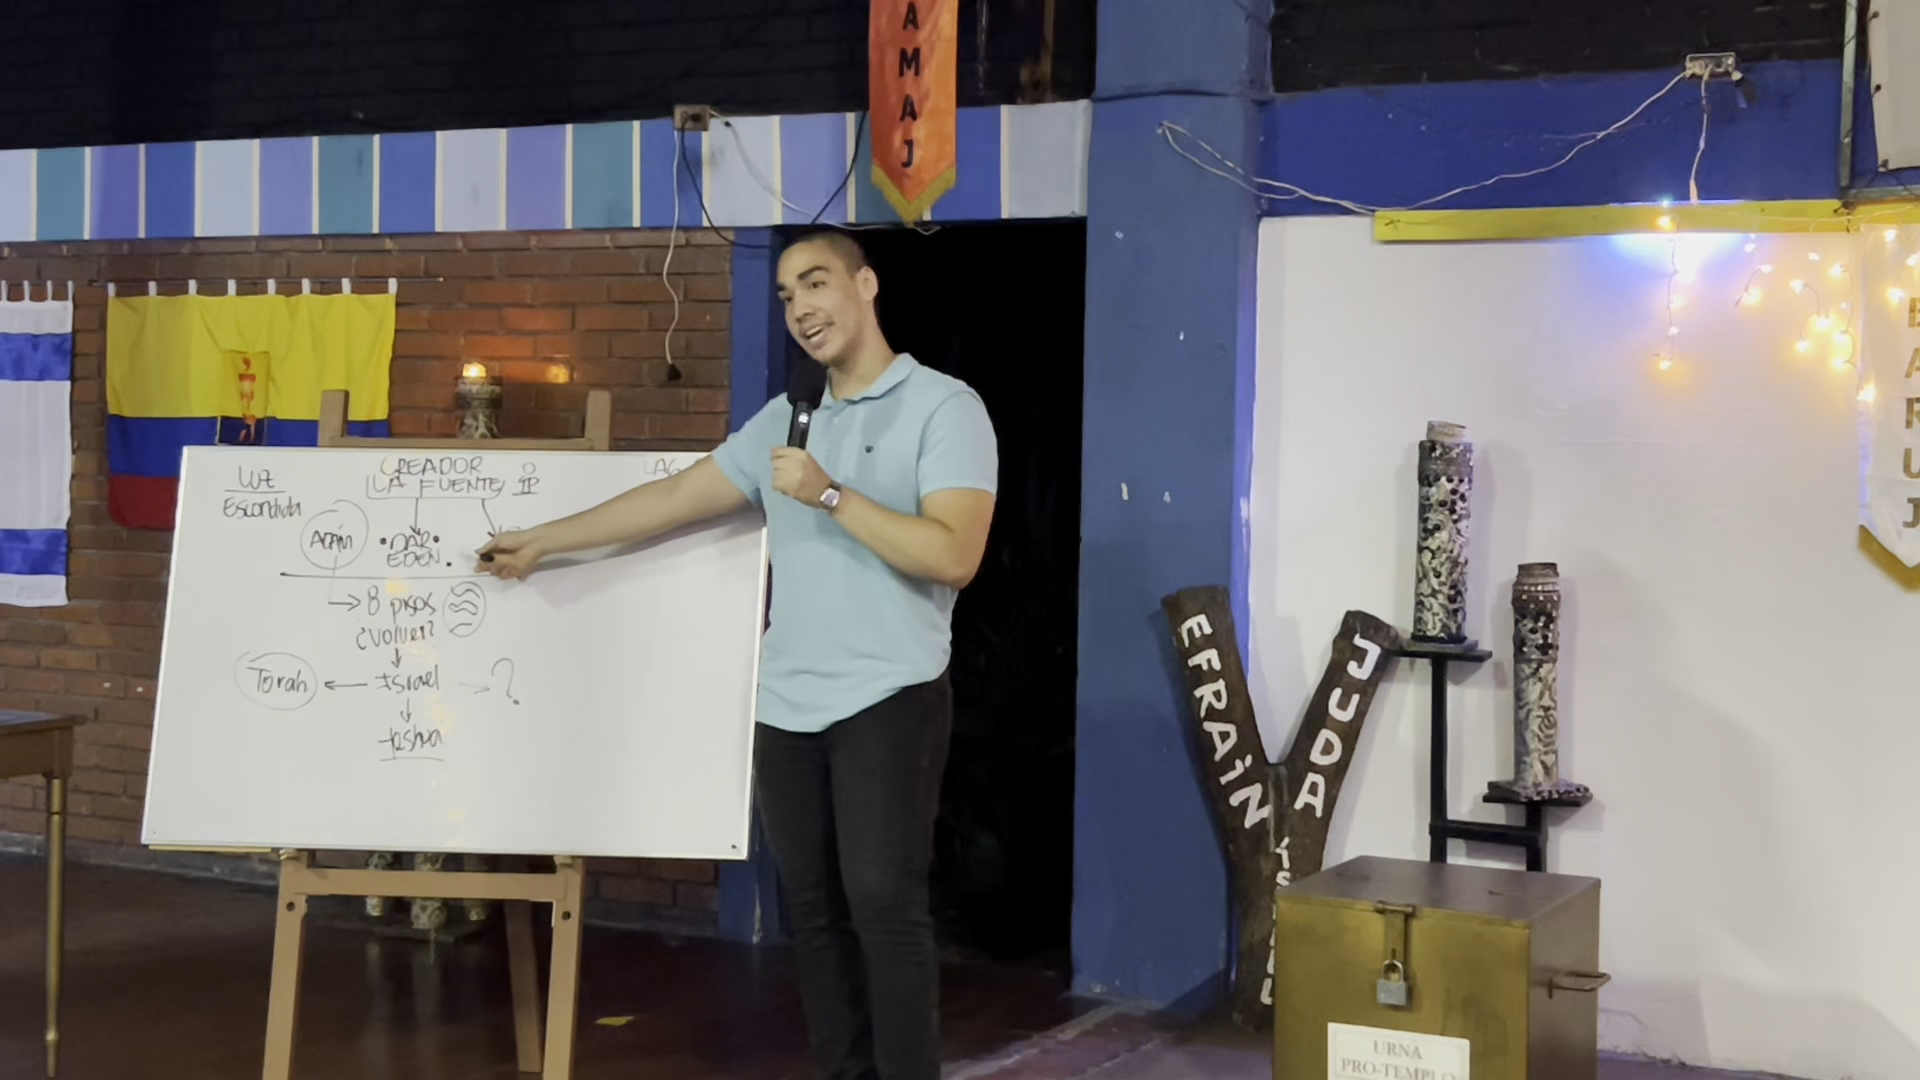 AMAJ
LUZ
Escondida
CREADOR
LA FUENTE
ADÁM
•DAR•
EDEN.
8 pisos
¿volver?
Torah
Israel
?
EFRAiN
JUDA
BARUJ
URNA
PRO-TEMPLO